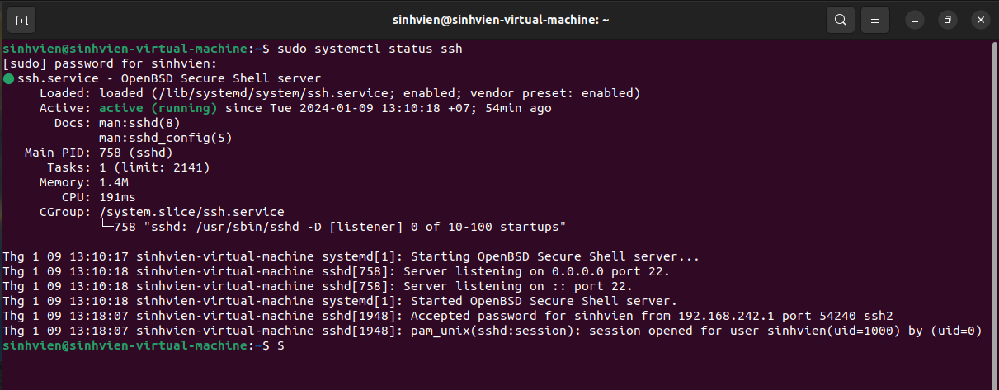 sinhvien@sinhvien-virtual-machine: ~
sinhvien@sinhvien-virtual-machine:~$ sudo systemctl status ssh
[sudo] password for sinhvien:
ssh.service - OpenBSD Secure Shell server
Loaded: loaded (/lib/systemd/system/ssh.service; enabled; vendor preset: enabled)
Active: active (running) since Tue 2024-01-09 13:10:18 +07; 54min ago
Docs: man:sshd(8)
man:sshd_config(5)
Main PID: 758 (sshd)
Tasks: 1 (limit: 2141)
Memory: 1.4M
CPU: 191ms
CGroup: /system.slice/ssh.service
└─758 "sshd: /usr/sbin/sshd -D [listener] 0 of 10-100 startups"
Thg 1 09 13:10:17 sinhvien-virtual-machine systemd[1]: Starting OpenBSD Secure Shell server...
Thg 1 09 13:10:18 sinhvien-virtual-machine sshd[758]: Server listening on 0.0.0.0 port 22.
Thg 1 09 13:10:18 sinhvien-virtual-machine sshd[758]: Server listening on :: port 22.
Thg 1 09 13:10:18 sinhvien-virtual-machine systemd[1]: Started OpenBSD Secure Shell server.
Thg 1 09 13:18:07 sinhvien-virtual-machine sshd[1948]: Accepted password for sinhvien from 192.168.242.1 port 54240 ssh2
Thg 1 09 13:18:07 sinhvien-virtual-machine sshd[1948]: pam_unix(sshd:session): session opened for user sinhvien(uid=1000) by (uid=0)
sinhvien@sinhvien-virtual-machine:~$ S